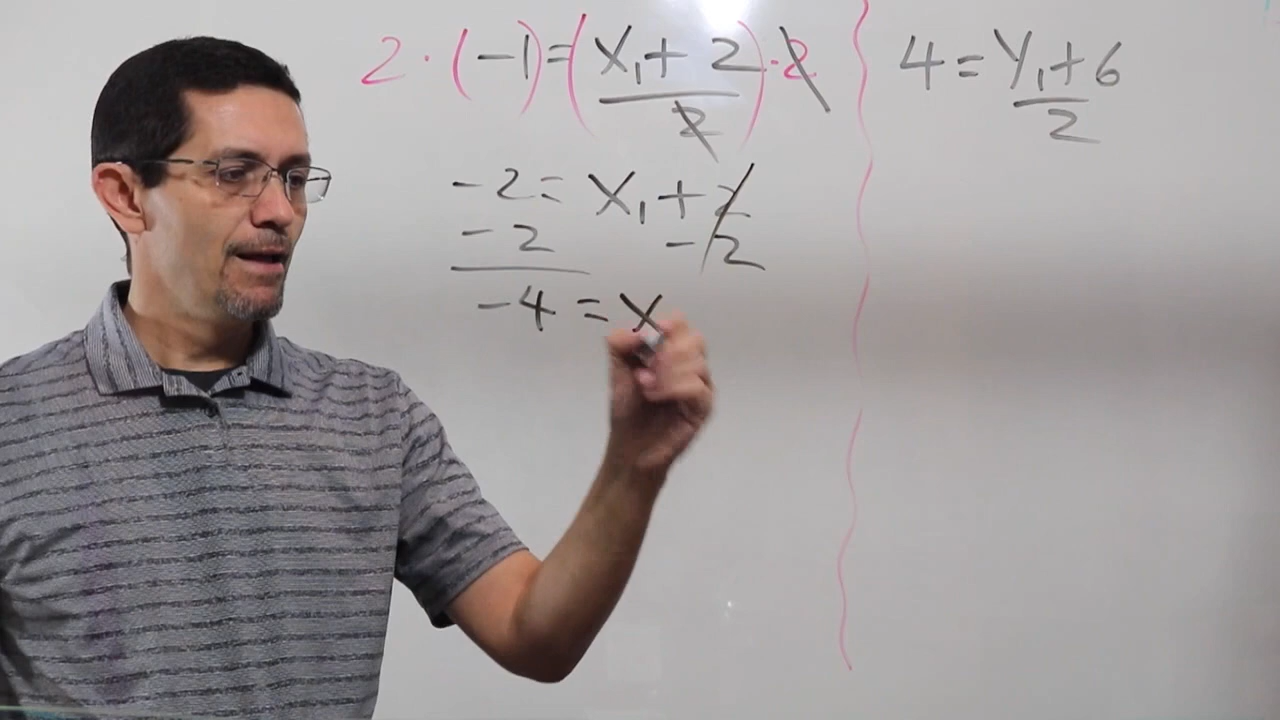 2 · (-1) = (x₁ + 2 / 2) · 2
-2 = x₁ + 2
-2 -2
-4 = x
4 = y₁ + 6 / 2